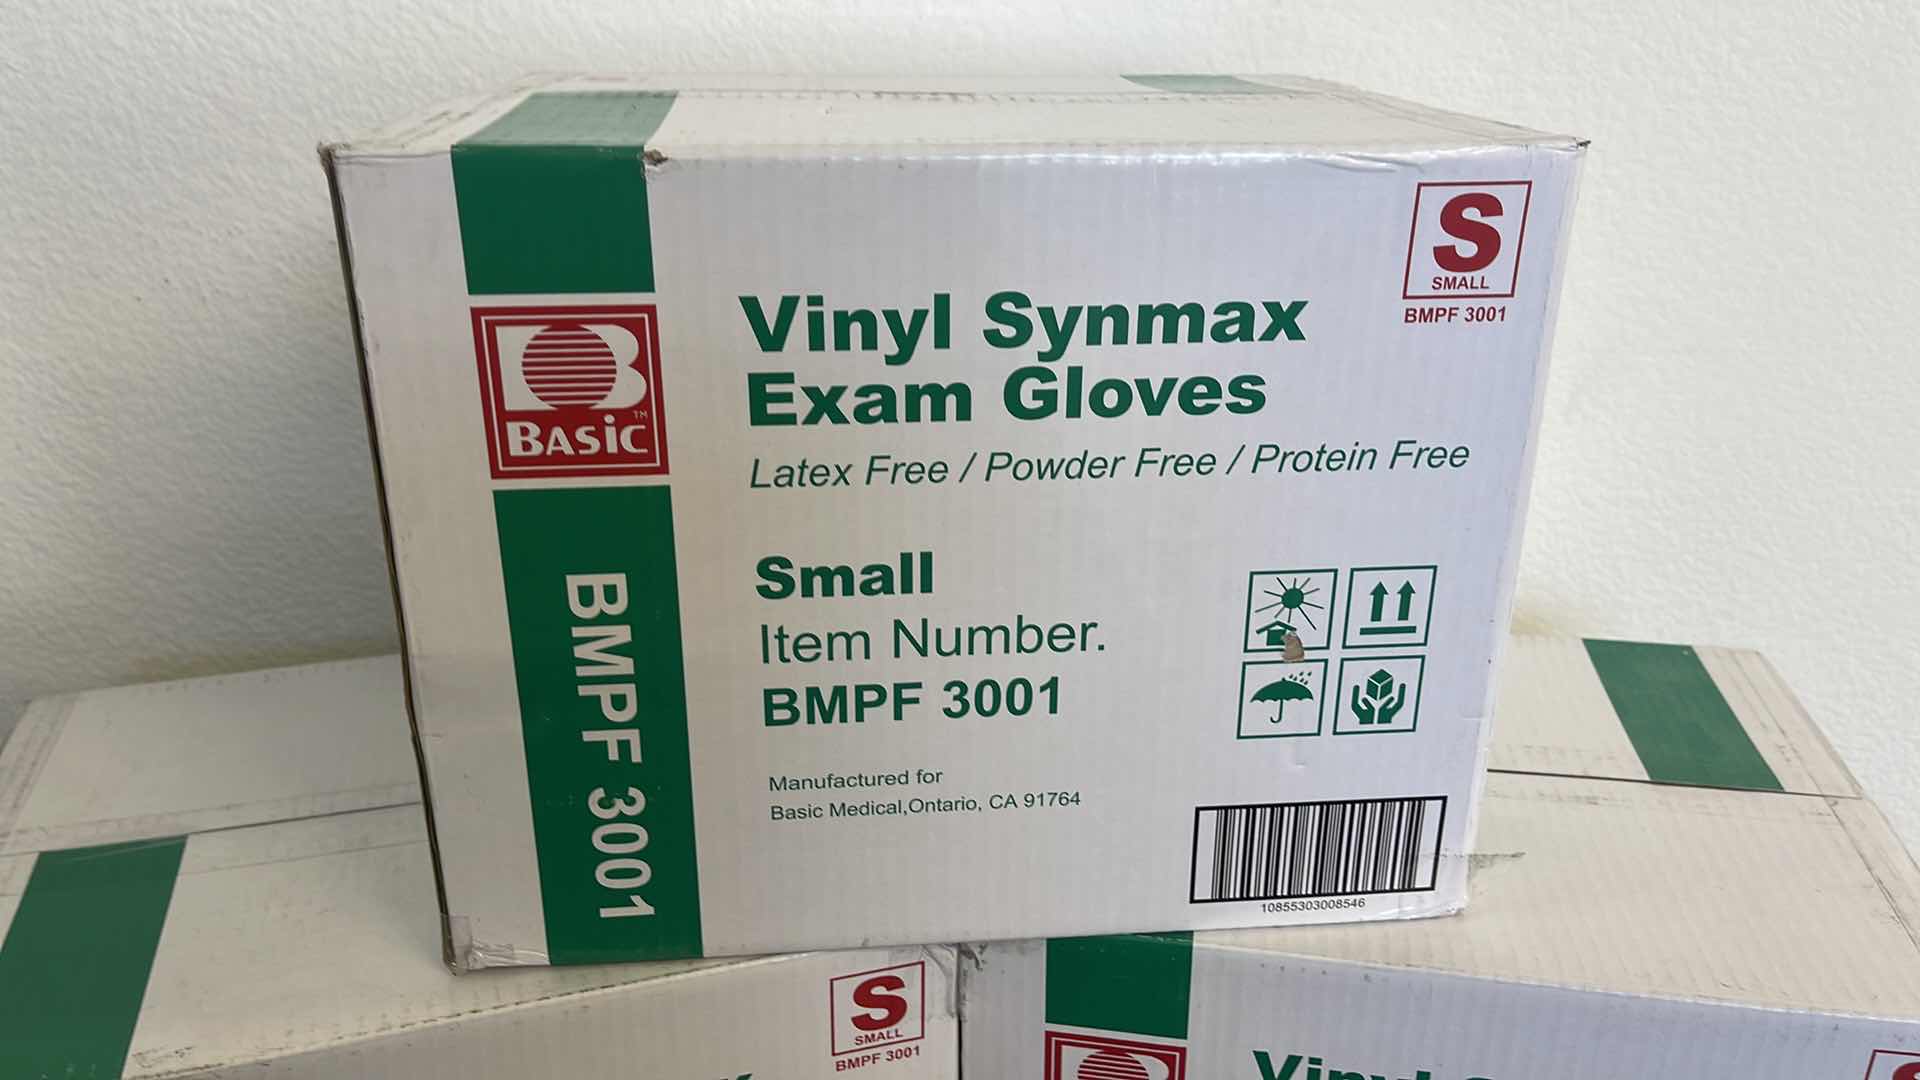 S
SMALL
BMPF 3001
Vinyl Synmax
Exam Gloves
Latex Free / Powder Free / Protein Free
BASiC
TM
Small
Item Number.
BMPF 3001
BMPF 3001
Manufactured for
Basic Medical,Ontario, CA 91764
10855303008546
S
SMALL
BMPF 3001
Vinyl S
S